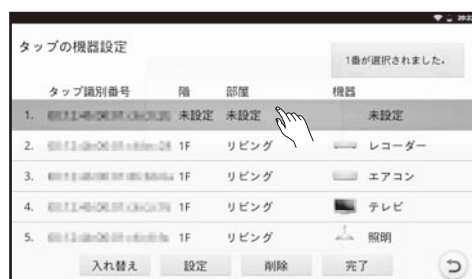 20:22
タップの機器設定
1番が選択されました。
タップ識別番号 階 部屋 機器
1. 未設定 未設定 未設定
2. 1F リビング レコーダー
3. 1F リビング エアコン
4. 1F リビング テレビ
5. 1F リビング 照明
入れ替え 設定 削除 完了